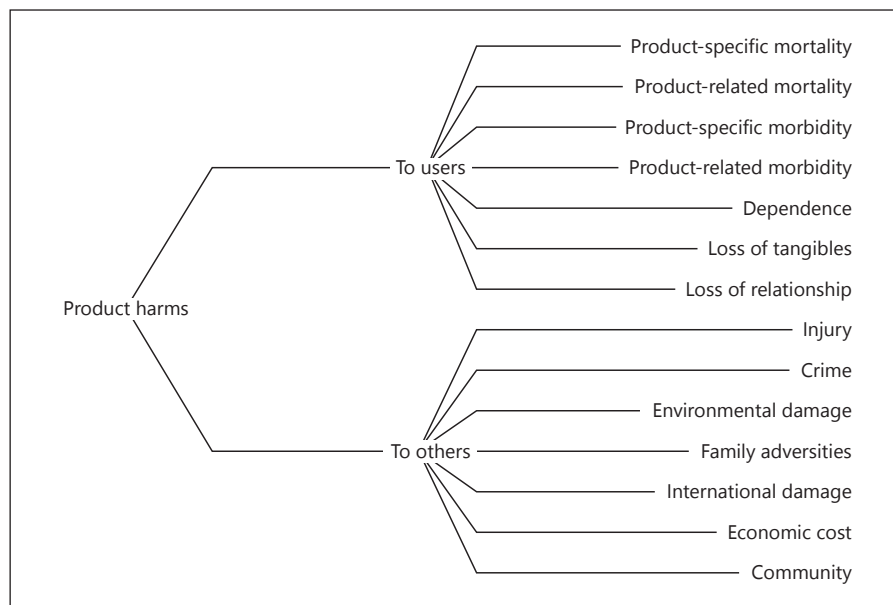 Product-specific mortality
Product-related mortality
Product-specific morbidity
To users
Product-related morbidity
Dependence
Loss of tangibles
Loss of relationship
Product harms
Injury
Crime
Environmental damage
To others
Family adversities
International damage
Economic cost
Community